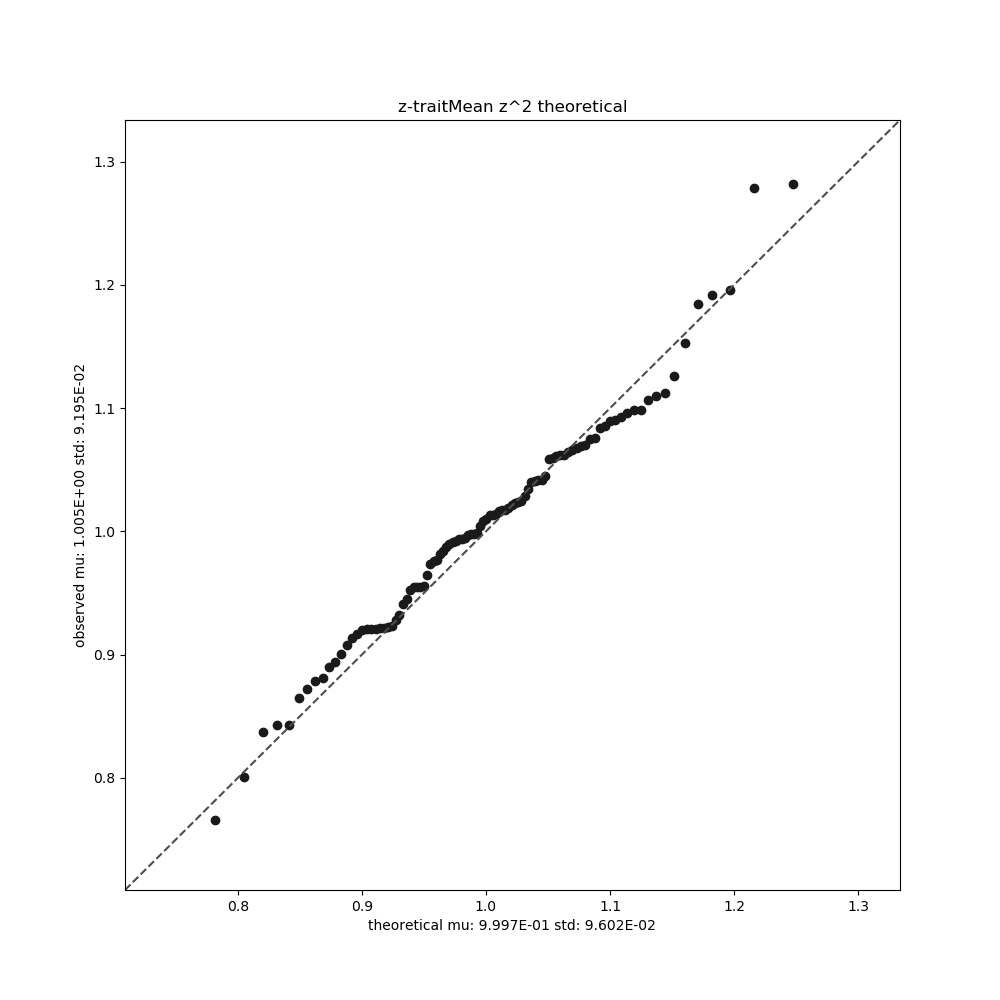 z-traitMean z^2 theoretical
1.3
1.2
1.1
1.0
0.9
0.8
observed mu: 1.005E+00 std: 9.195E-02
0.8 0.9 1.0 1.1 1.2 1.3
theoretical mu: 9.997E-01 std: 9.602E-02